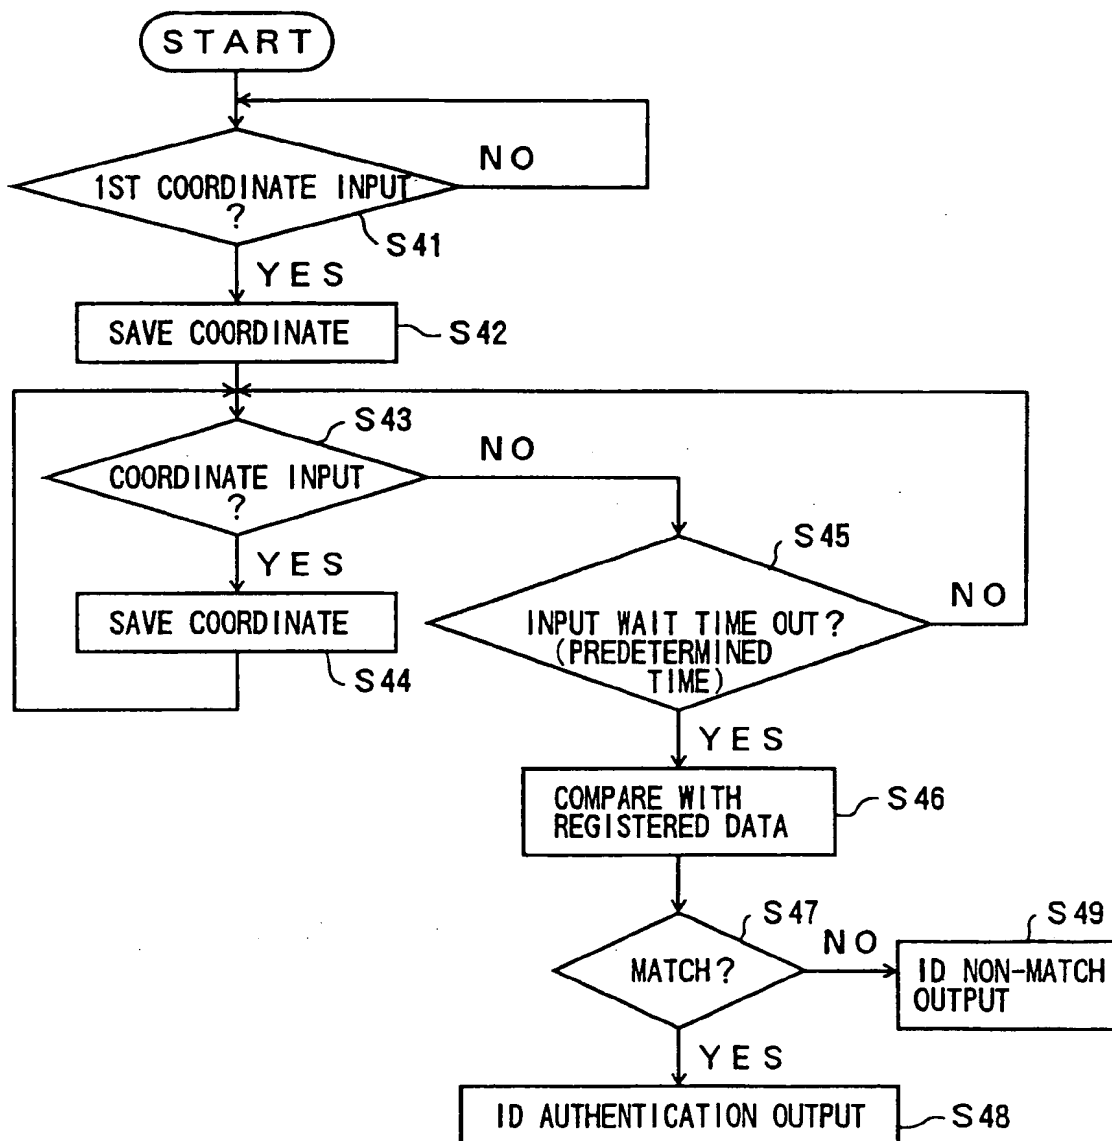 START
NO
1ST COORDINATE INPUT
?
S41
YES
SAVE COORDINATE
S42
S43
NO
COORDINATE INPUT
?
YES
S45
SAVE COORDINATE
S44
INPUT WAIT TIME OUT?
(PREDETERMINED
TIME)
NO
YES
COMPARE WITH
REGISTERED DATA
S46
S47
MATCH?
NO
S49
ID NON-MATCH
OUTPUT
YES
ID AUTHENTICATION OUTPUT
S48